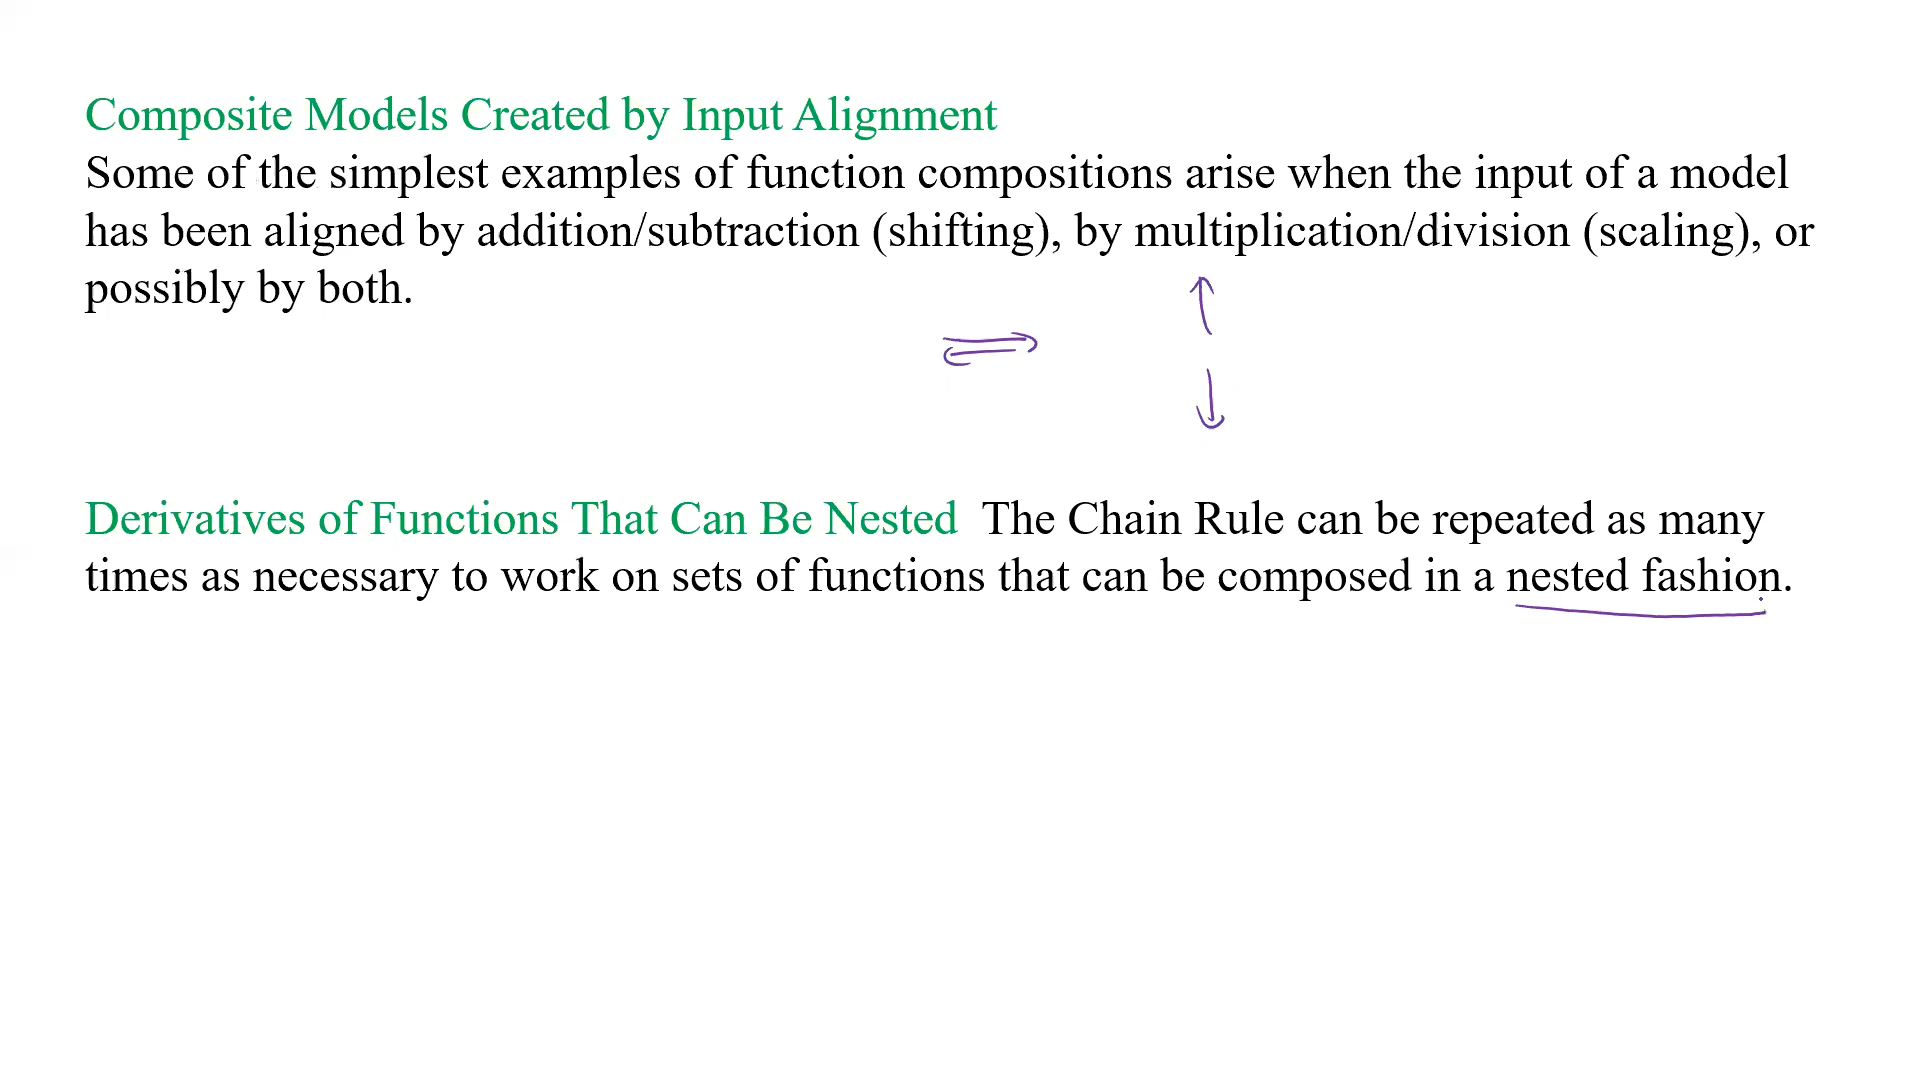 Composite Models Created by Input Alignment
Some of the simplest examples of function compositions arise when the input of a model
has been aligned by addition/subtraction (shifting), by multiplication/division (scaling), or
possibly by both.
Derivatives of Functions That Can Be Nested The Chain Rule can be repeated as many
times as necessary to work on sets of functions that can be composed in a nested fashion.